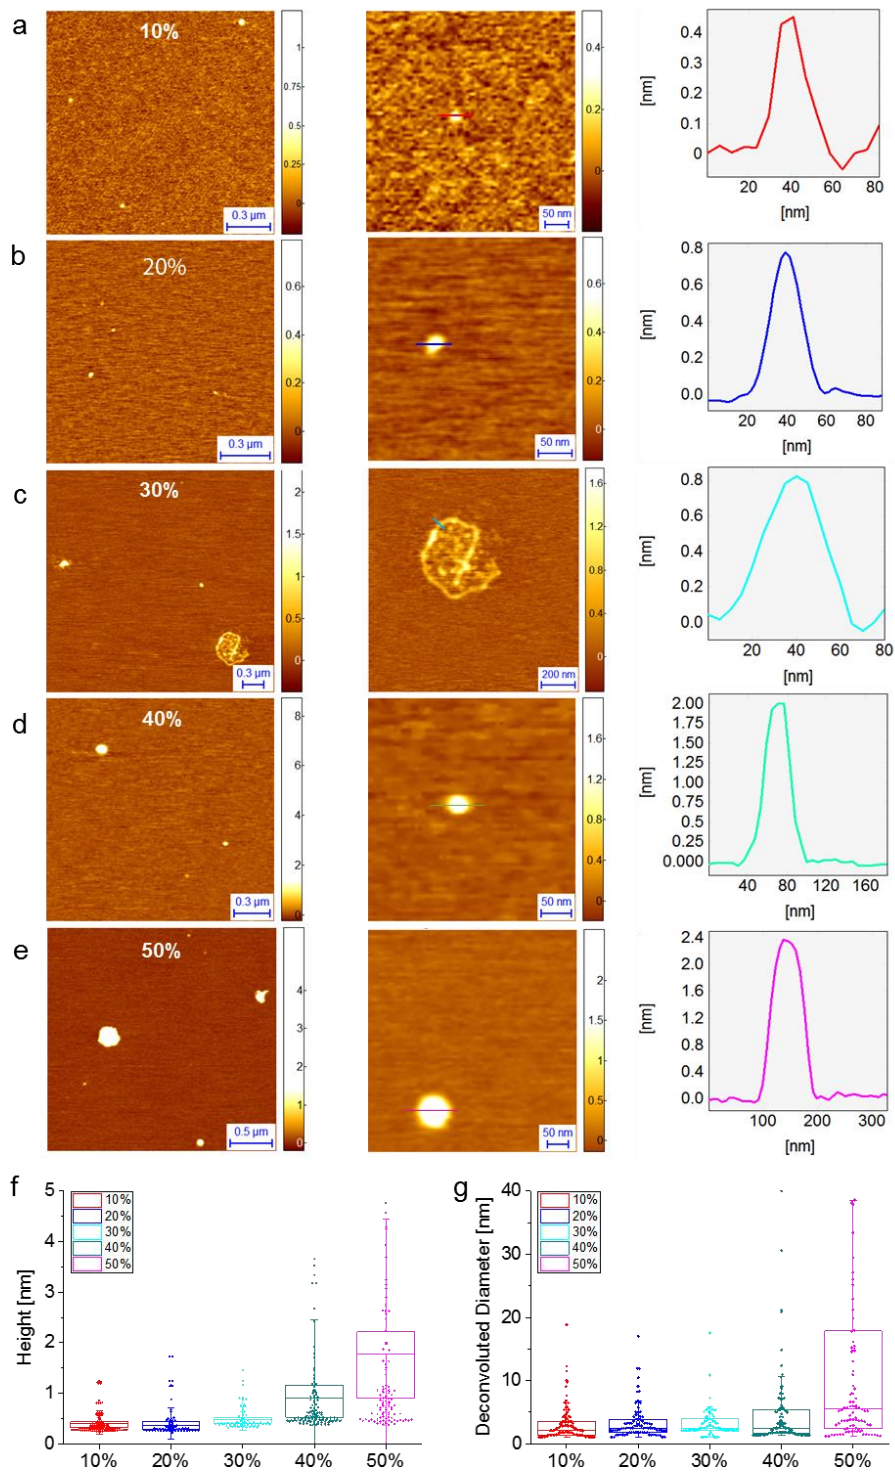 a
10%
1
0.75
0.5
0.25
0
0.3 µm
0.4
0.2
0
50 nm
[nm]
0.4
0.3
0.2
0.1
0
20 40 60 80
[nm]
b
20%
0.6
0.4
0.2
0
0.3 µm
0.6
0.4
0.2
0
50 nm
[nm]
0.8
0.6
0.4
0.2
0.0
20 40 60 80
[nm]
c
30%
2
1.5
1
0.5
0
0.3 µm
1.6
1.2
0.8
0.4
0
200 nm
[nm]
0.8
0.6
0.4
0.2
0.0
20 40 60 80
[nm]
d
40%
8
6
4
2
0
0.3 µm
1.6
1.2
0.8
0.4
0
50 nm
[nm]
2.00
1.75
1.50
1.25
1.00
0.75
0.50
0.25
0.000
40 80 120 160
[nm]
e
50%
4
3
2
1
0
0.5 µm
2
1.5
1
0.5
0
50 nm
[nm]
2.4
2.0
1.6
1.2
0.8
0.4
0.0
100 200 300
[nm]
f
Height [nm]
5
4
3
2
1
0
10%
20%
30%
40%
50%
10% 20% 30% 40% 50%
g
Deconvoluted Diameter [nm]
40
30
20
10
0
10%
20%
30%
40%
50%
10% 20% 30% 40% 50%